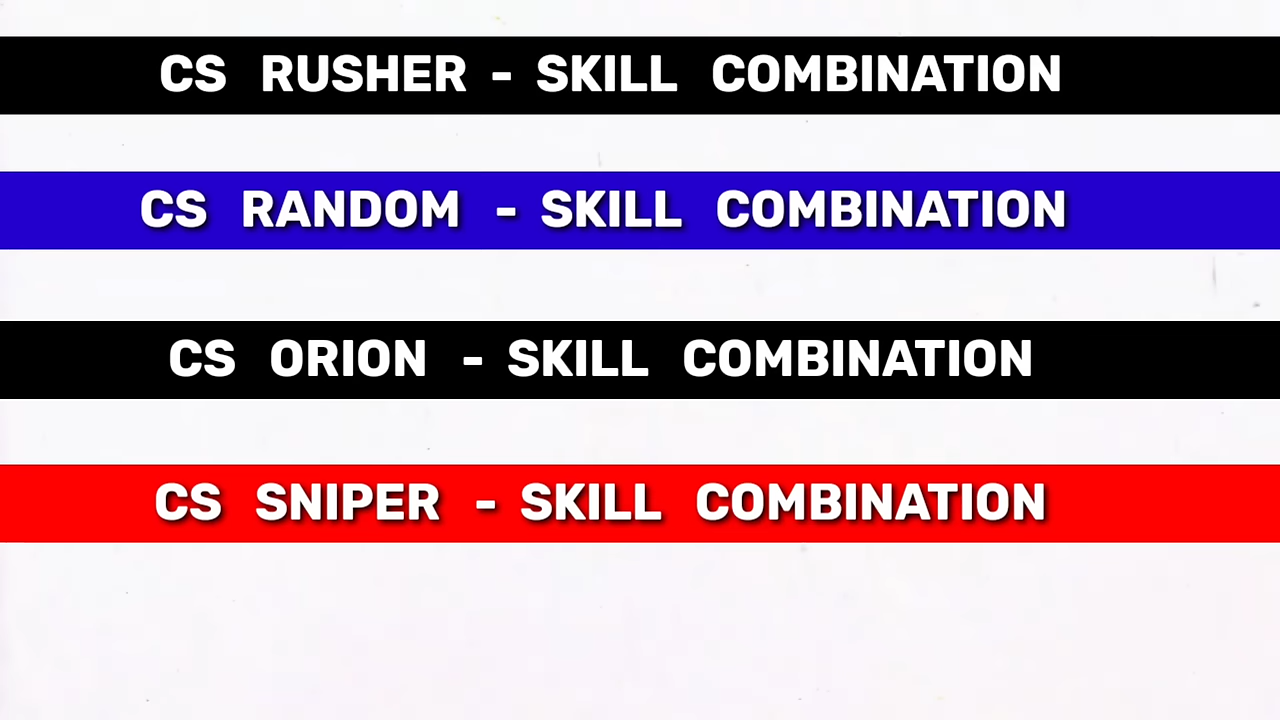 CS RUSHER - SKILL COMBINATION
CS RANDOM - SKILL COMBINATION
CS ORION - SKILL COMBINATION
CS SNIPER - SKILL COMBINATION